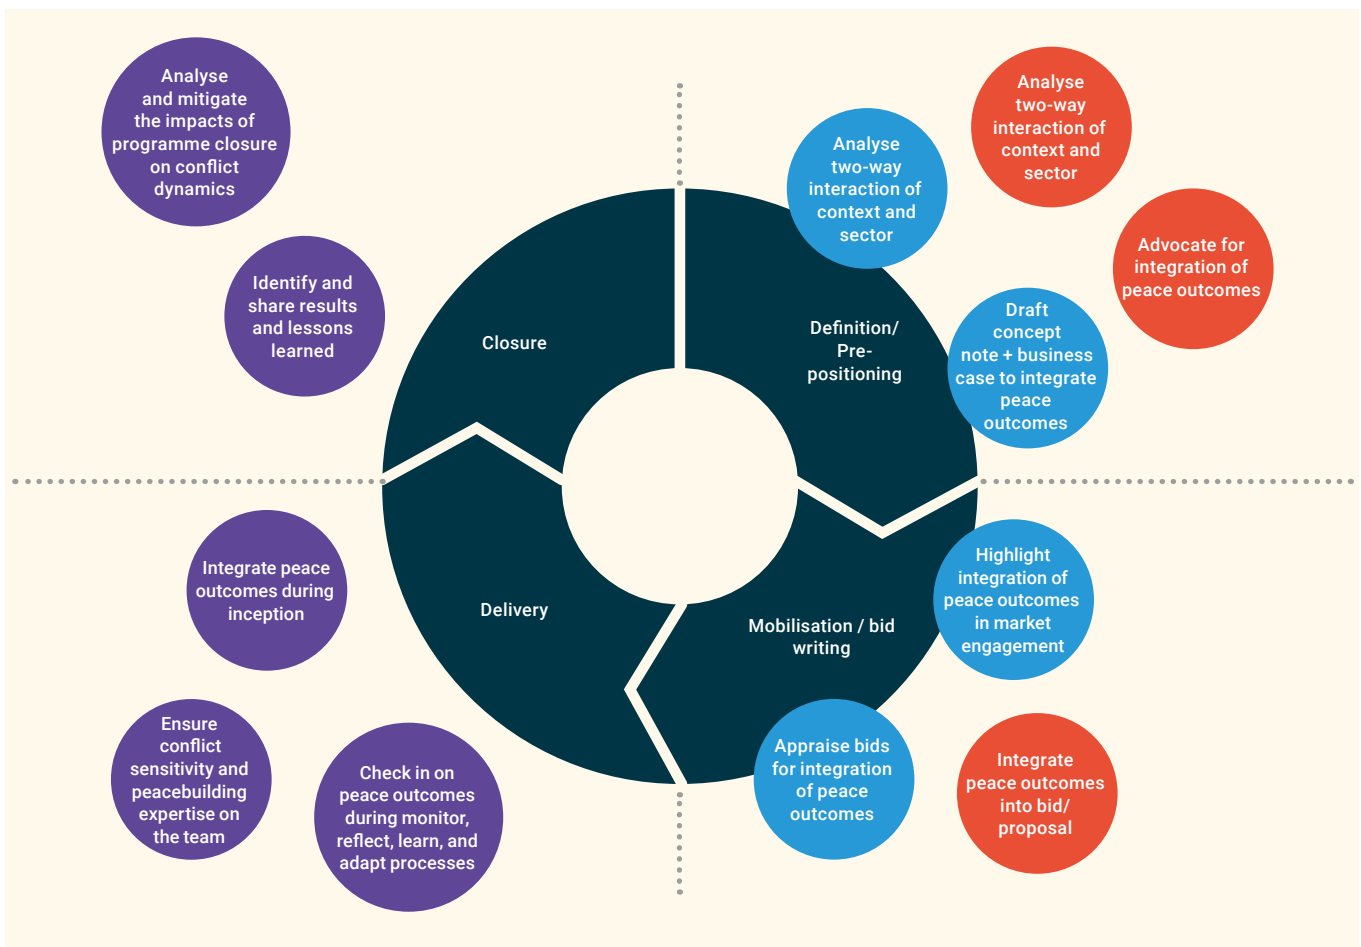 Analyse
and mitigate
the impacts of
programme closure
on conflict
dynamics
Identify and
share results
and lessons
learned
Closure
Analyse
two-way
interaction of
context and
sector
Analyse
two-way
interaction of
context and
sector
Advocate for
integration of
peace outcomes
Draft
concept
note + business
case to integrate
peace
outcomes
Definition/
Pre-
positioning
Integrate peace
outcomes during
inception
Delivery
Ensure
conflict
sensitivity and
peacebuilding
expertise on
the team
Check in on
peace outcomes
during monitor,
reflect, learn, and
adapt processes
Mobilisation / bid
writing
Highlight
integration of
peace outcomes
in market
engagement
Appraise bids
for integration
of peace
outcomes
Integrate
peace outcomes
into bid/
proposal